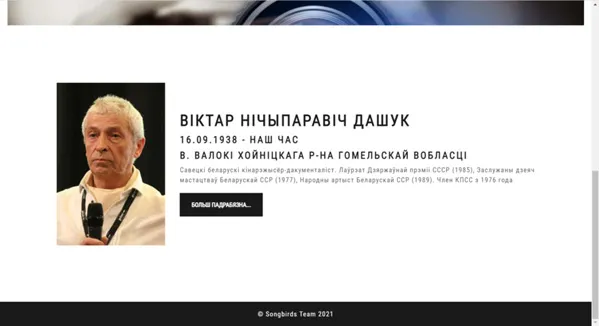 ВІКТАР НІЧЫПАРАВІЧ ДАШУК
16.09.1938 - НАШ ЧАС
В. ВАЛОКІ ХОЙНІЦКАГА Р-НА ГОМЕЛЬСКАЙ ВОБЛАСЦІ
Савецкі беларускі кінарэжысёр-дакументаліст. Лаўрэат Дзяржаўнай прэміі СССР (1985), Заслужаны дзеяч
мастацтваў Беларускай ССР (1977), Народны артыст Беларускай ССР (1989). Член КПСС з 1976 года.
БОЛЬШ ПАДРАБЯЗНА...
© Songbirds Team 2021